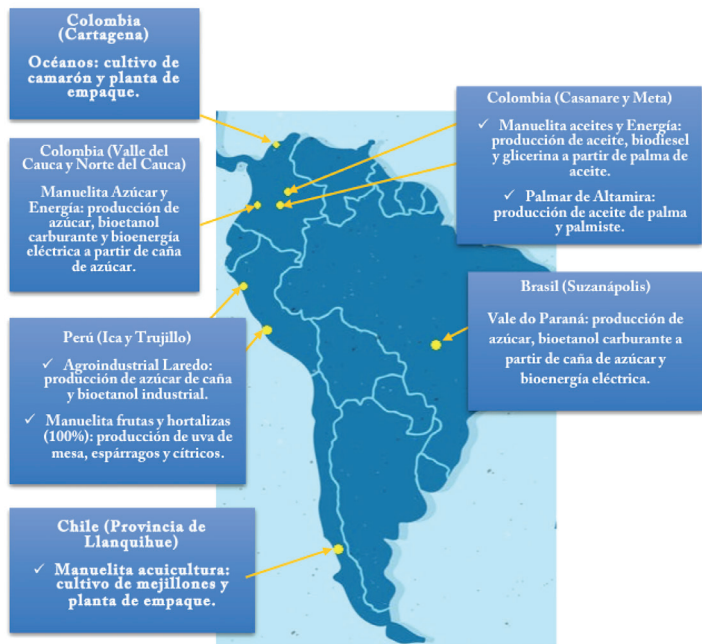 Colombia
(Cartagena)
Océanos: cultivo de
camarón y planta de
empaque.
Colombia (Valle del
Cauca y Norte del Cauca)
Manuelita Azúcar y
Energía: producción de
azúcar, bioetanol
carburante y bioenergía
eléctrica a partir de caña
de azúcar.
Perú (Ica y Trujillo)
✓ Agroindustrial Laredo:
producción de azúcar de caña
y bioetanol industrial.
✓ Manuelita frutas y hortalizas
(100%): producción de uva de
mesa, espárragos y cítricos.
Chile (Provincia de
Llanquihue)
✓ Manuelita acuicultura:
cultivo de mejillones y
planta de empaque.
Colombia (Casanare y Meta)
✓ Manuelita aceites y Energía:
producción de aceite, biodiesel
y glicerina a partir de palma de
aceite.
✓ Palmar de Altamira:
producción de aceite de palma
y palmiste.
Brasil (Suzanápolis)
Vale do Paraná: producción de
azúcar, bioetanol carburante a
partir de caña de azúcar y
bioenergía eléctrica.